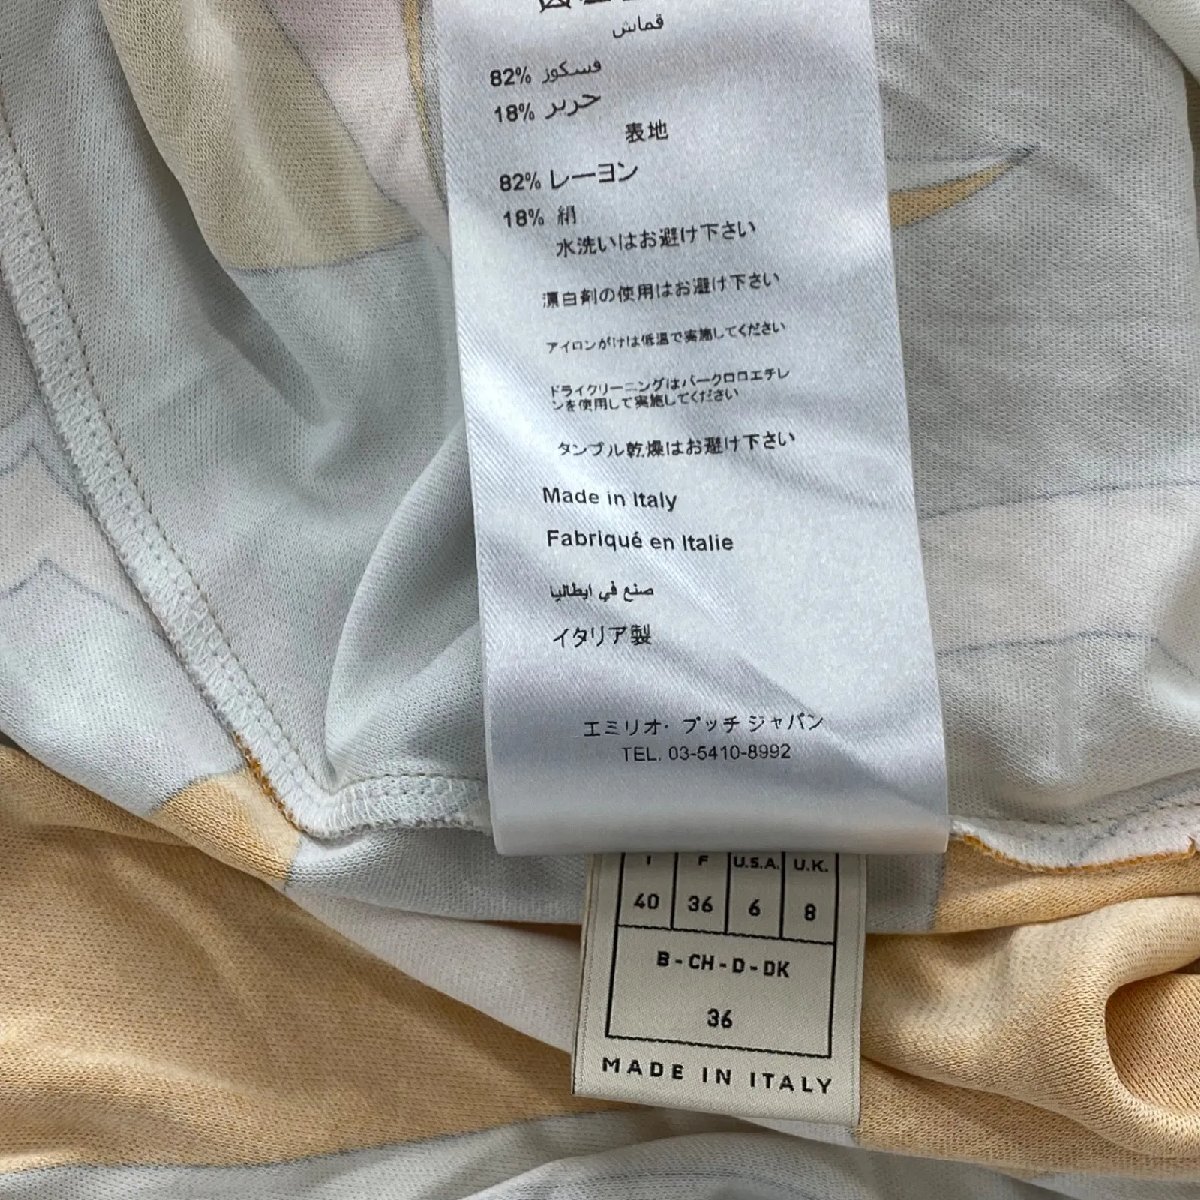 قماش
82% فسكوز
18% حرير
表地
82% レーヨン
18% 絹
水洗いはお避け下さい
漂白剤の使用はお避け下さい
アイロンがけは低温で実施してください
ドライクリーニングはパークロロエチレ
ンを使用して実施してください
タンブル乾燥はお避け下さい
Made in Italy
Fabriqué en Italie
صنع في ايطاليا
イタリア製
エミリオ・プッチ ジャパン
TEL. 03-5410-8992
I F U.S.A. U.K.
40 36 6 8
B - CH - D - DK
36
MADE IN ITALY